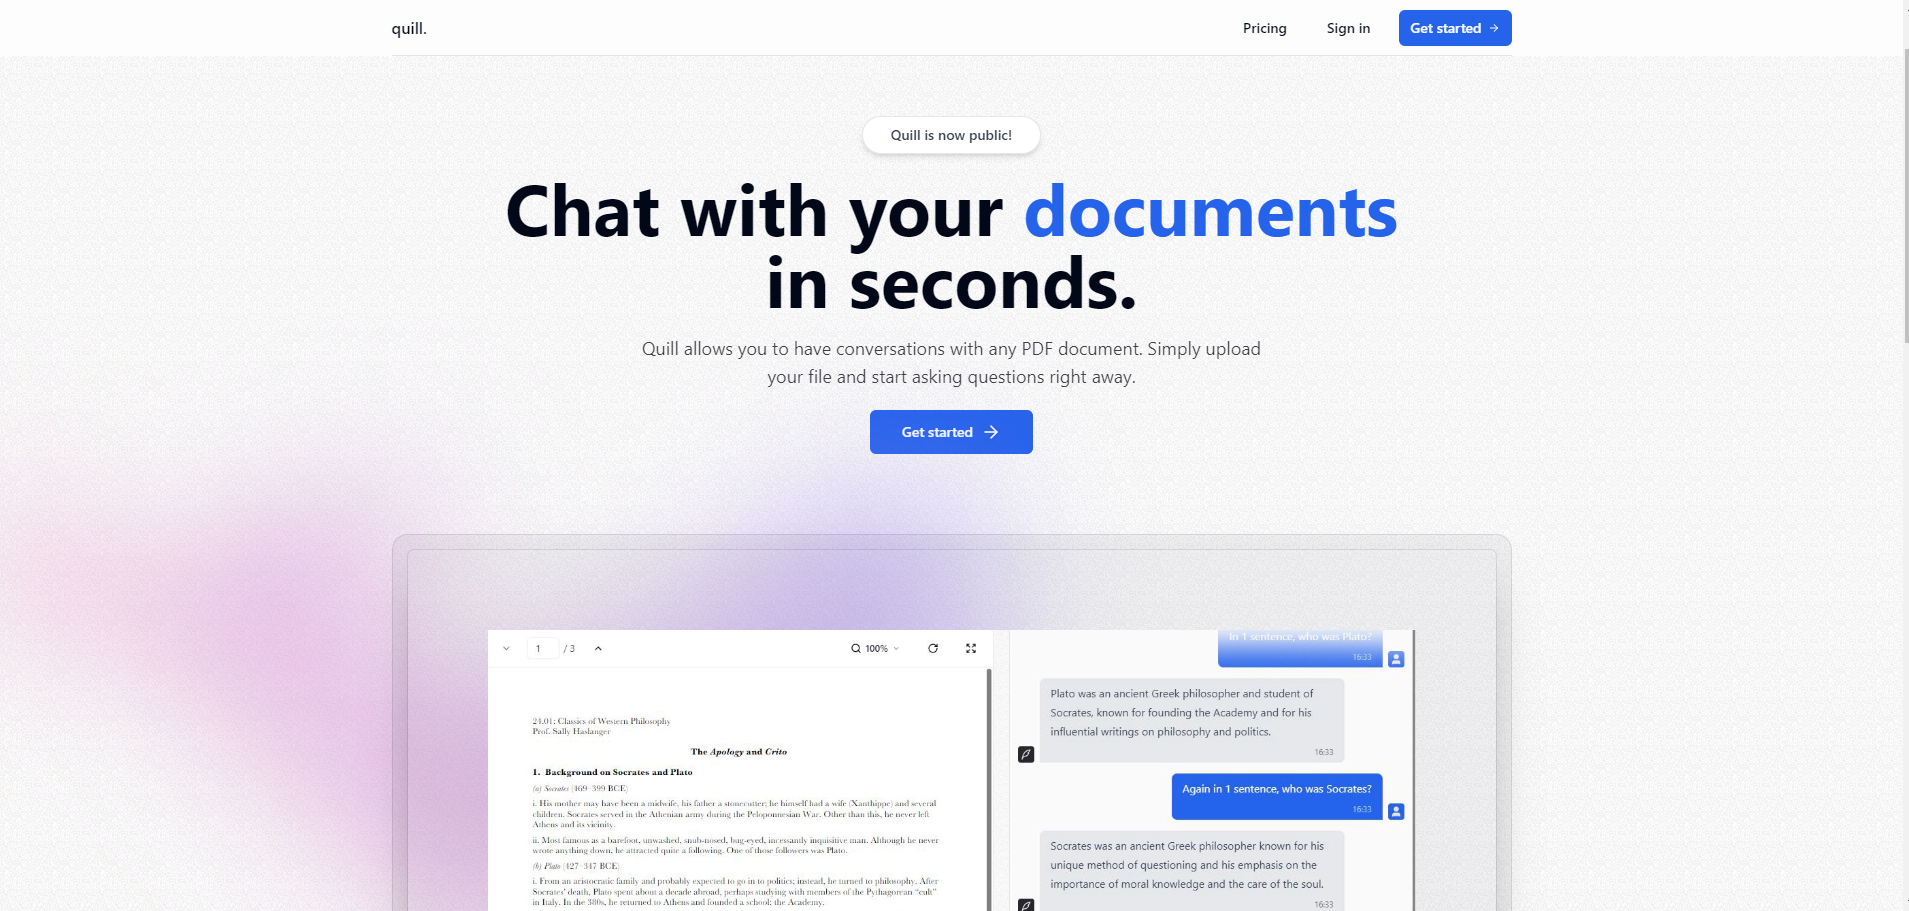 quill.
Pricing
Sign in
Get started
Quill is now public!
Chat with your documents
in seconds.
Quill allows you to have conversations with any PDF document. Simply upload
your file and start asking questions right away.
Get started
1 / 3
100%
24.01: Classics of Western Philosophy
Prof. Sally Haslanger
The Apology and Crito
1. Background on Socrates and Plato
(a) Socrates (469–399 BCE)
i. His mother may have been a midwife, his father a stonecutter; he himself had a wife (Xanthippe) and several
children. Socrates served in the Athenian army during the Peloponnesian War. Other than this, he never left
Athens and its vicinity.
ii. Most famous as a barefoot, unwashed, snub-nosed, bug-eyed, incessantly inquisitive man. Although he never
wrote anything down, he attracted quite a following. One of those followers was Plato.
(b) Plato (427–347 BCE)
i. From an aristocratic family and probably expected to go in to politics; instead, he turned to philosophy. After
Socrates' death, Plato spent about a decade abroad, perhaps studying with members of the Pythagorean "cult"
in Italy. In the 380s, he returned to Athens and founded a school: the Academy.
In 1 sentence, who was Plato?
16:33
Plato was an ancient Greek philosopher and student of
Socrates, known for founding the Academy and for his
influential writings on philosophy and politics.
16:33
Again in 1 sentence, who was Socrates?
16:33
Socrates was an ancient Greek philosopher known for his
unique method of questioning and his emphasis on the
importance of moral knowledge and the care of the soul.
16:33